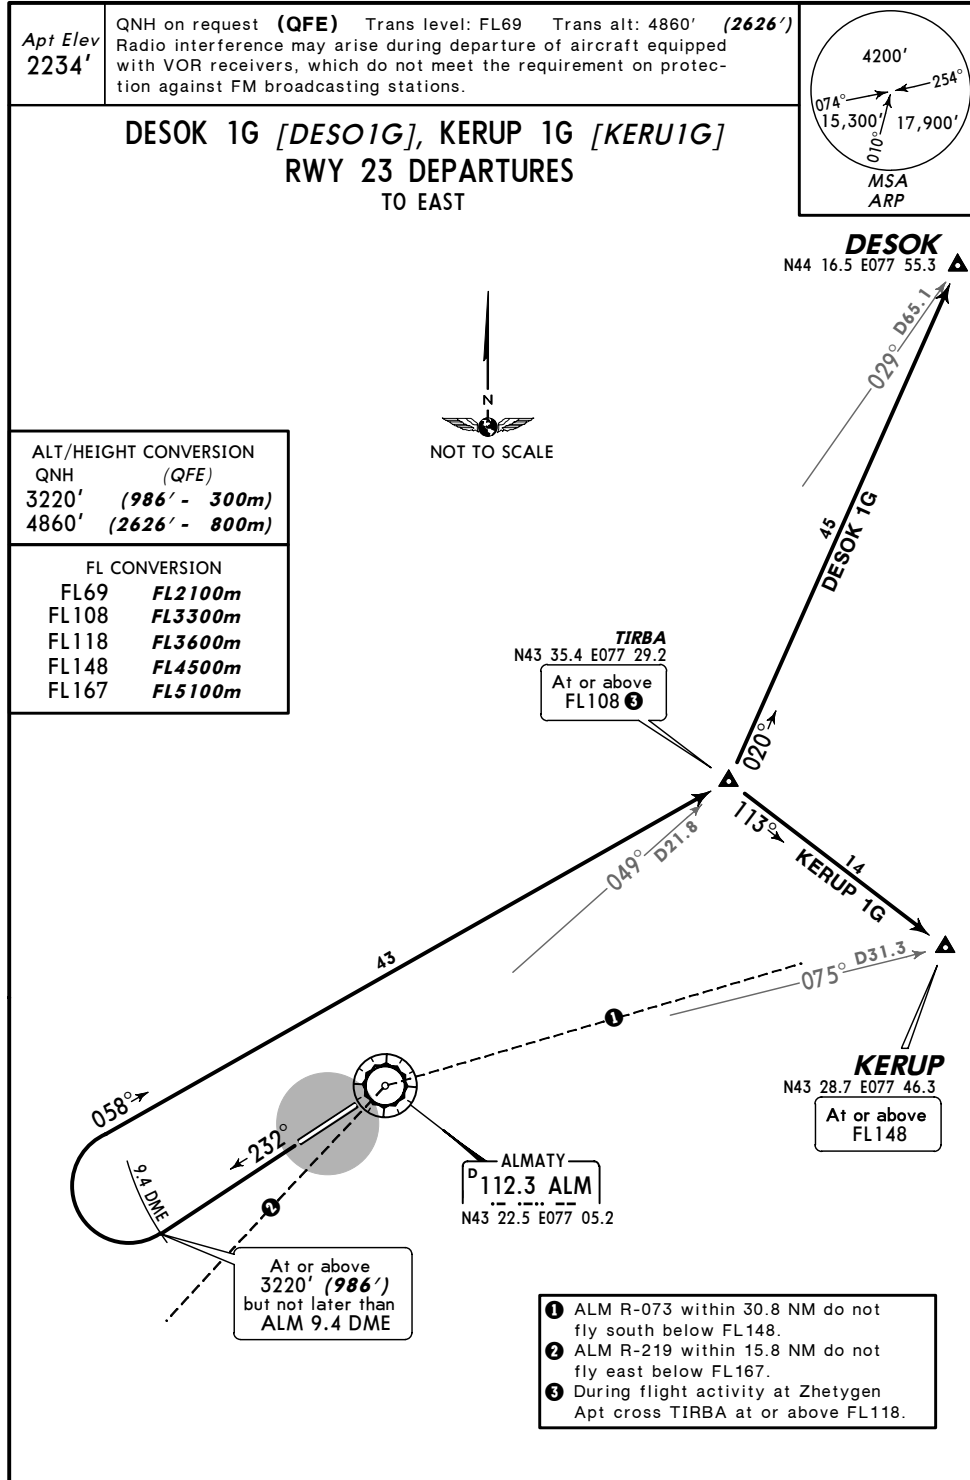 Apt Elev
2234'
QNH on request (QFE) Trans level: FL69 Trans alt: 4860' (2626')
Radio interference may arise during departure of aircraft equipped
with VOR receivers, which do not meet the requirement on protec-
tion against FM broadcasting stations.
4200'
074°
254°
15,300'
17,900'
010°
MSA
ARP
DESOK 1G [DESO1G], KERUP 1G [KERU1G]
RWY 23 DEPARTURES
TO EAST
DESOK
N44 16.5 E077 55.3
029° D65.1
N
NOT TO SCALE
ALT/HEIGHT CONVERSION
QNH (QFE)
3220' (986' - 300m)
4860' (2626' - 800m)
FL CONVERSION
FL69 FL2100m
FL108 FL3300m
FL118 FL3600m
FL148 FL4500m
FL167 FL5100m
45
DESOK 1G
TIRBA
N43 35.4 E077 29.2
At or above
FL108 3
020°
113°
14
KERUP 1G
049° D21.8
43
075° D31.3
1
KERUP
N43 28.7 E077 46.3
At or above
FL148
058°
232°
9.4 DME
2
ALMATY
D 112.3 ALM
N43 22.5 E077 05.2
At or above
3220' (986')
but not later than
ALM 9.4 DME
1 ALM R-073 within 30.8 NM do not
fly south below FL148.
2 ALM R-219 within 15.8 NM do not
fly east below FL167.
3 During flight activity at Zhetygen
Apt cross TIRBA at or above FL118.